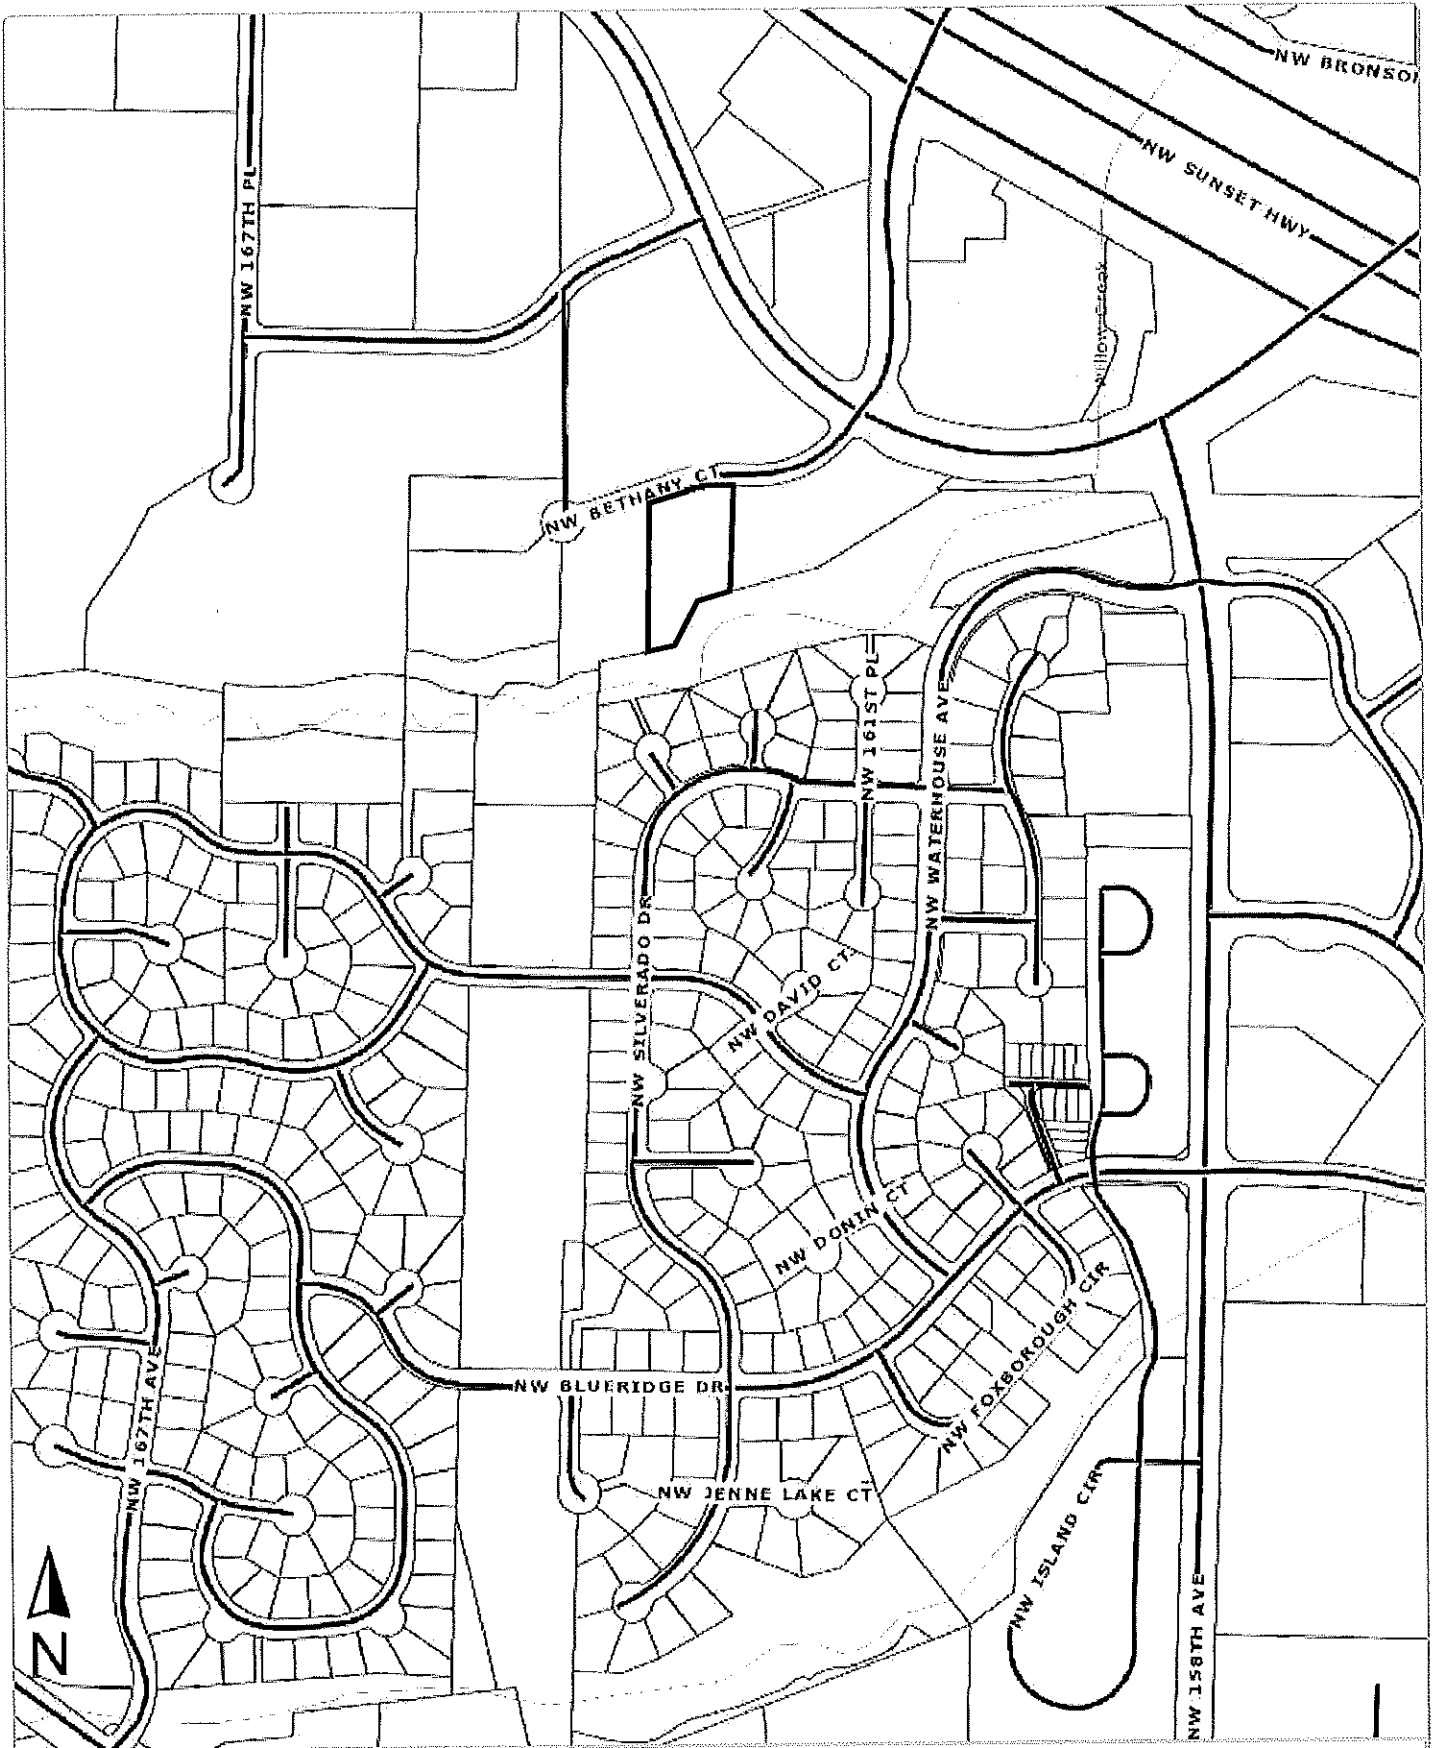 NW BRONSO
NW SUNSET HWY
NW 167TH PL
Willow Creek
NW BETHANY CT
NW 161ST PL
NW WATERHOUSE AVE
NW SILVERADO DR
NW DAVID CT
NW DONIN CT
NW FOXBOROUGH CIR
NW BLUERIDGE DR
NW 167TH AVE
NW JENNE LAKE CT
NW ISLAND CIR
NW 158TH AVE
N